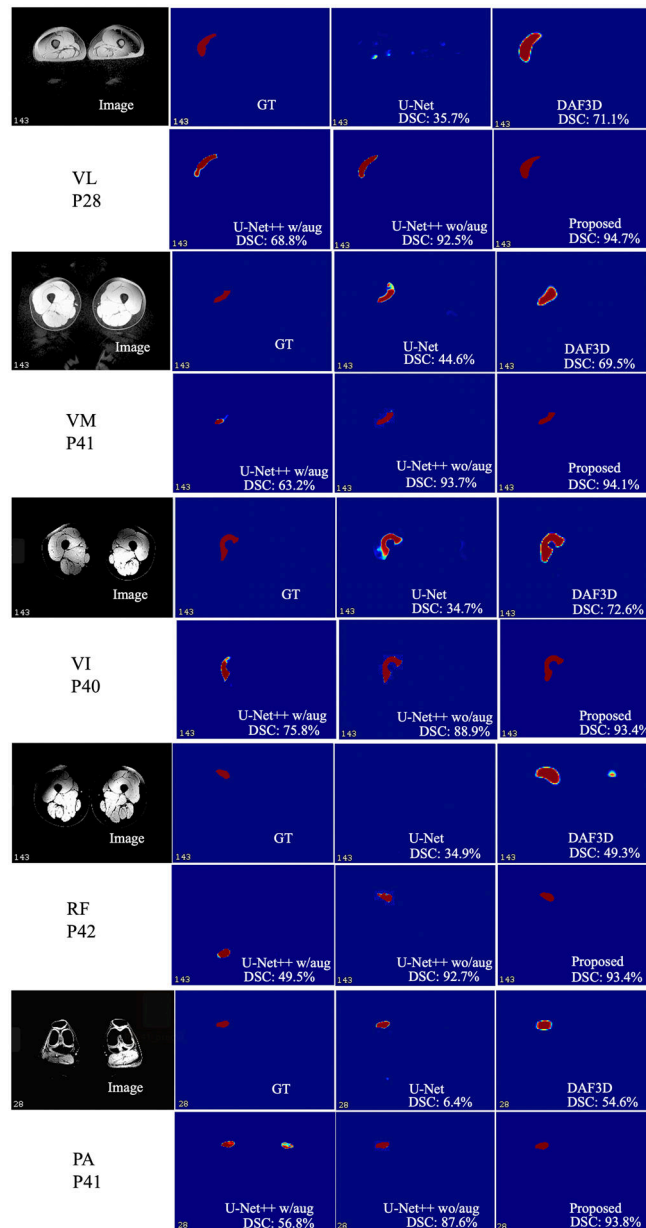 Image
143
GT
143
U-Net
DSC: 35.7%
143
DAF3D
DSC: 71.1%
143
VL
P28
U-Net++ w/aug
DSC: 68.8%
143
U-Net++ wo/aug
DSC: 92.5%
143
Proposed
DSC: 94.7%
143
Image
143
GT
143
U-Net
DSC: 44.6%
143
DAF3D
DSC: 69.5%
143
VM
P41
U-Net++ w/aug
DSC: 63.2%
143
U-Net++ wo/aug
DSC: 93.7%
143
Proposed
DSC: 94.1%
143
Image
143
GT
143
U-Net
DSC: 34.7%
143
DAF3D
DSC: 72.6%
143
VI
P40
U-Net++ w/aug
DSC: 75.8%
143
U-Net++ wo/aug
DSC: 88.9%
143
Proposed
DSC: 93.4%
143
Image
143
GT
143
U-Net
DSC: 34.9%
143
DAF3D
DSC: 49.3%
143
RF
P42
U-Net++ w/aug
DSC: 49.5%
143
U-Net++ wo/aug
DSC: 92.7%
143
Proposed
DSC: 93.4%
143
Image
28
GT
28
U-Net
DSC: 6.4%
28
DAF3D
DSC: 54.6%
28
PA
P41
U-Net++ w/aug
DSC: 56.8%
28
U-Net++ wo/aug
DSC: 87.6%
28
Proposed
DSC: 93.8%
28